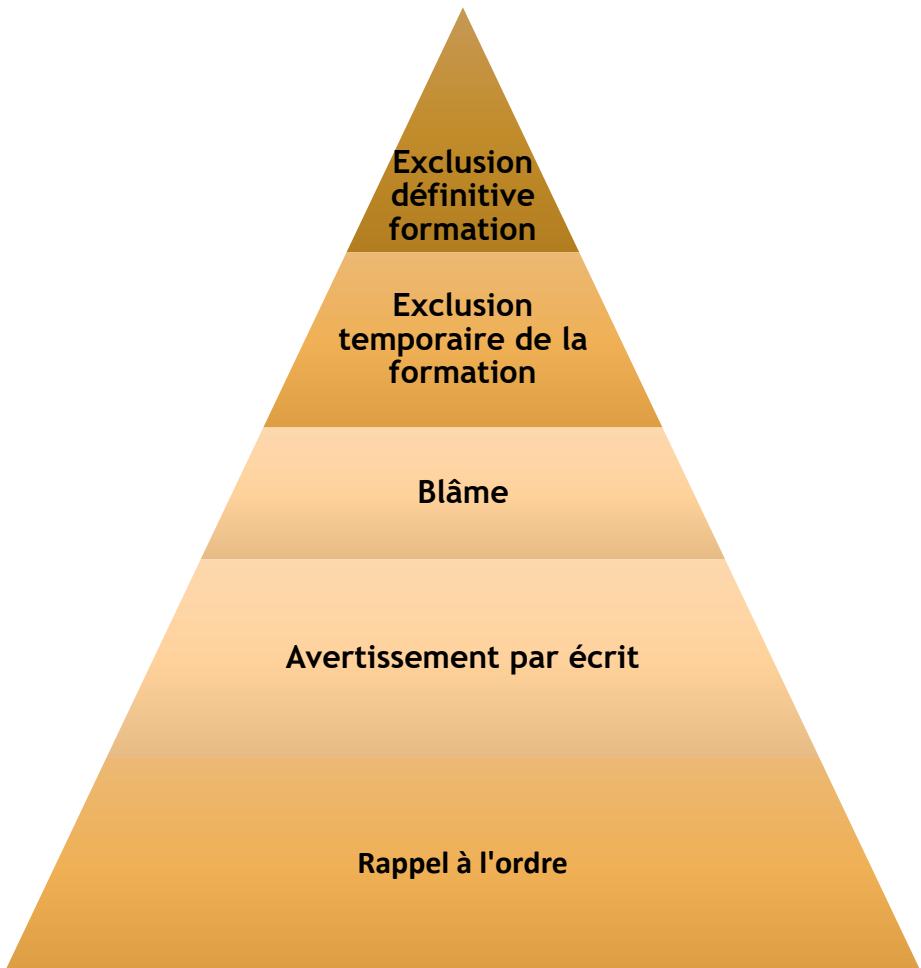 Exclusion
définitive
formation
Exclusion
temporaire de la
formation
Blâme
Avertissement par écrit
Rappel à l'ordre